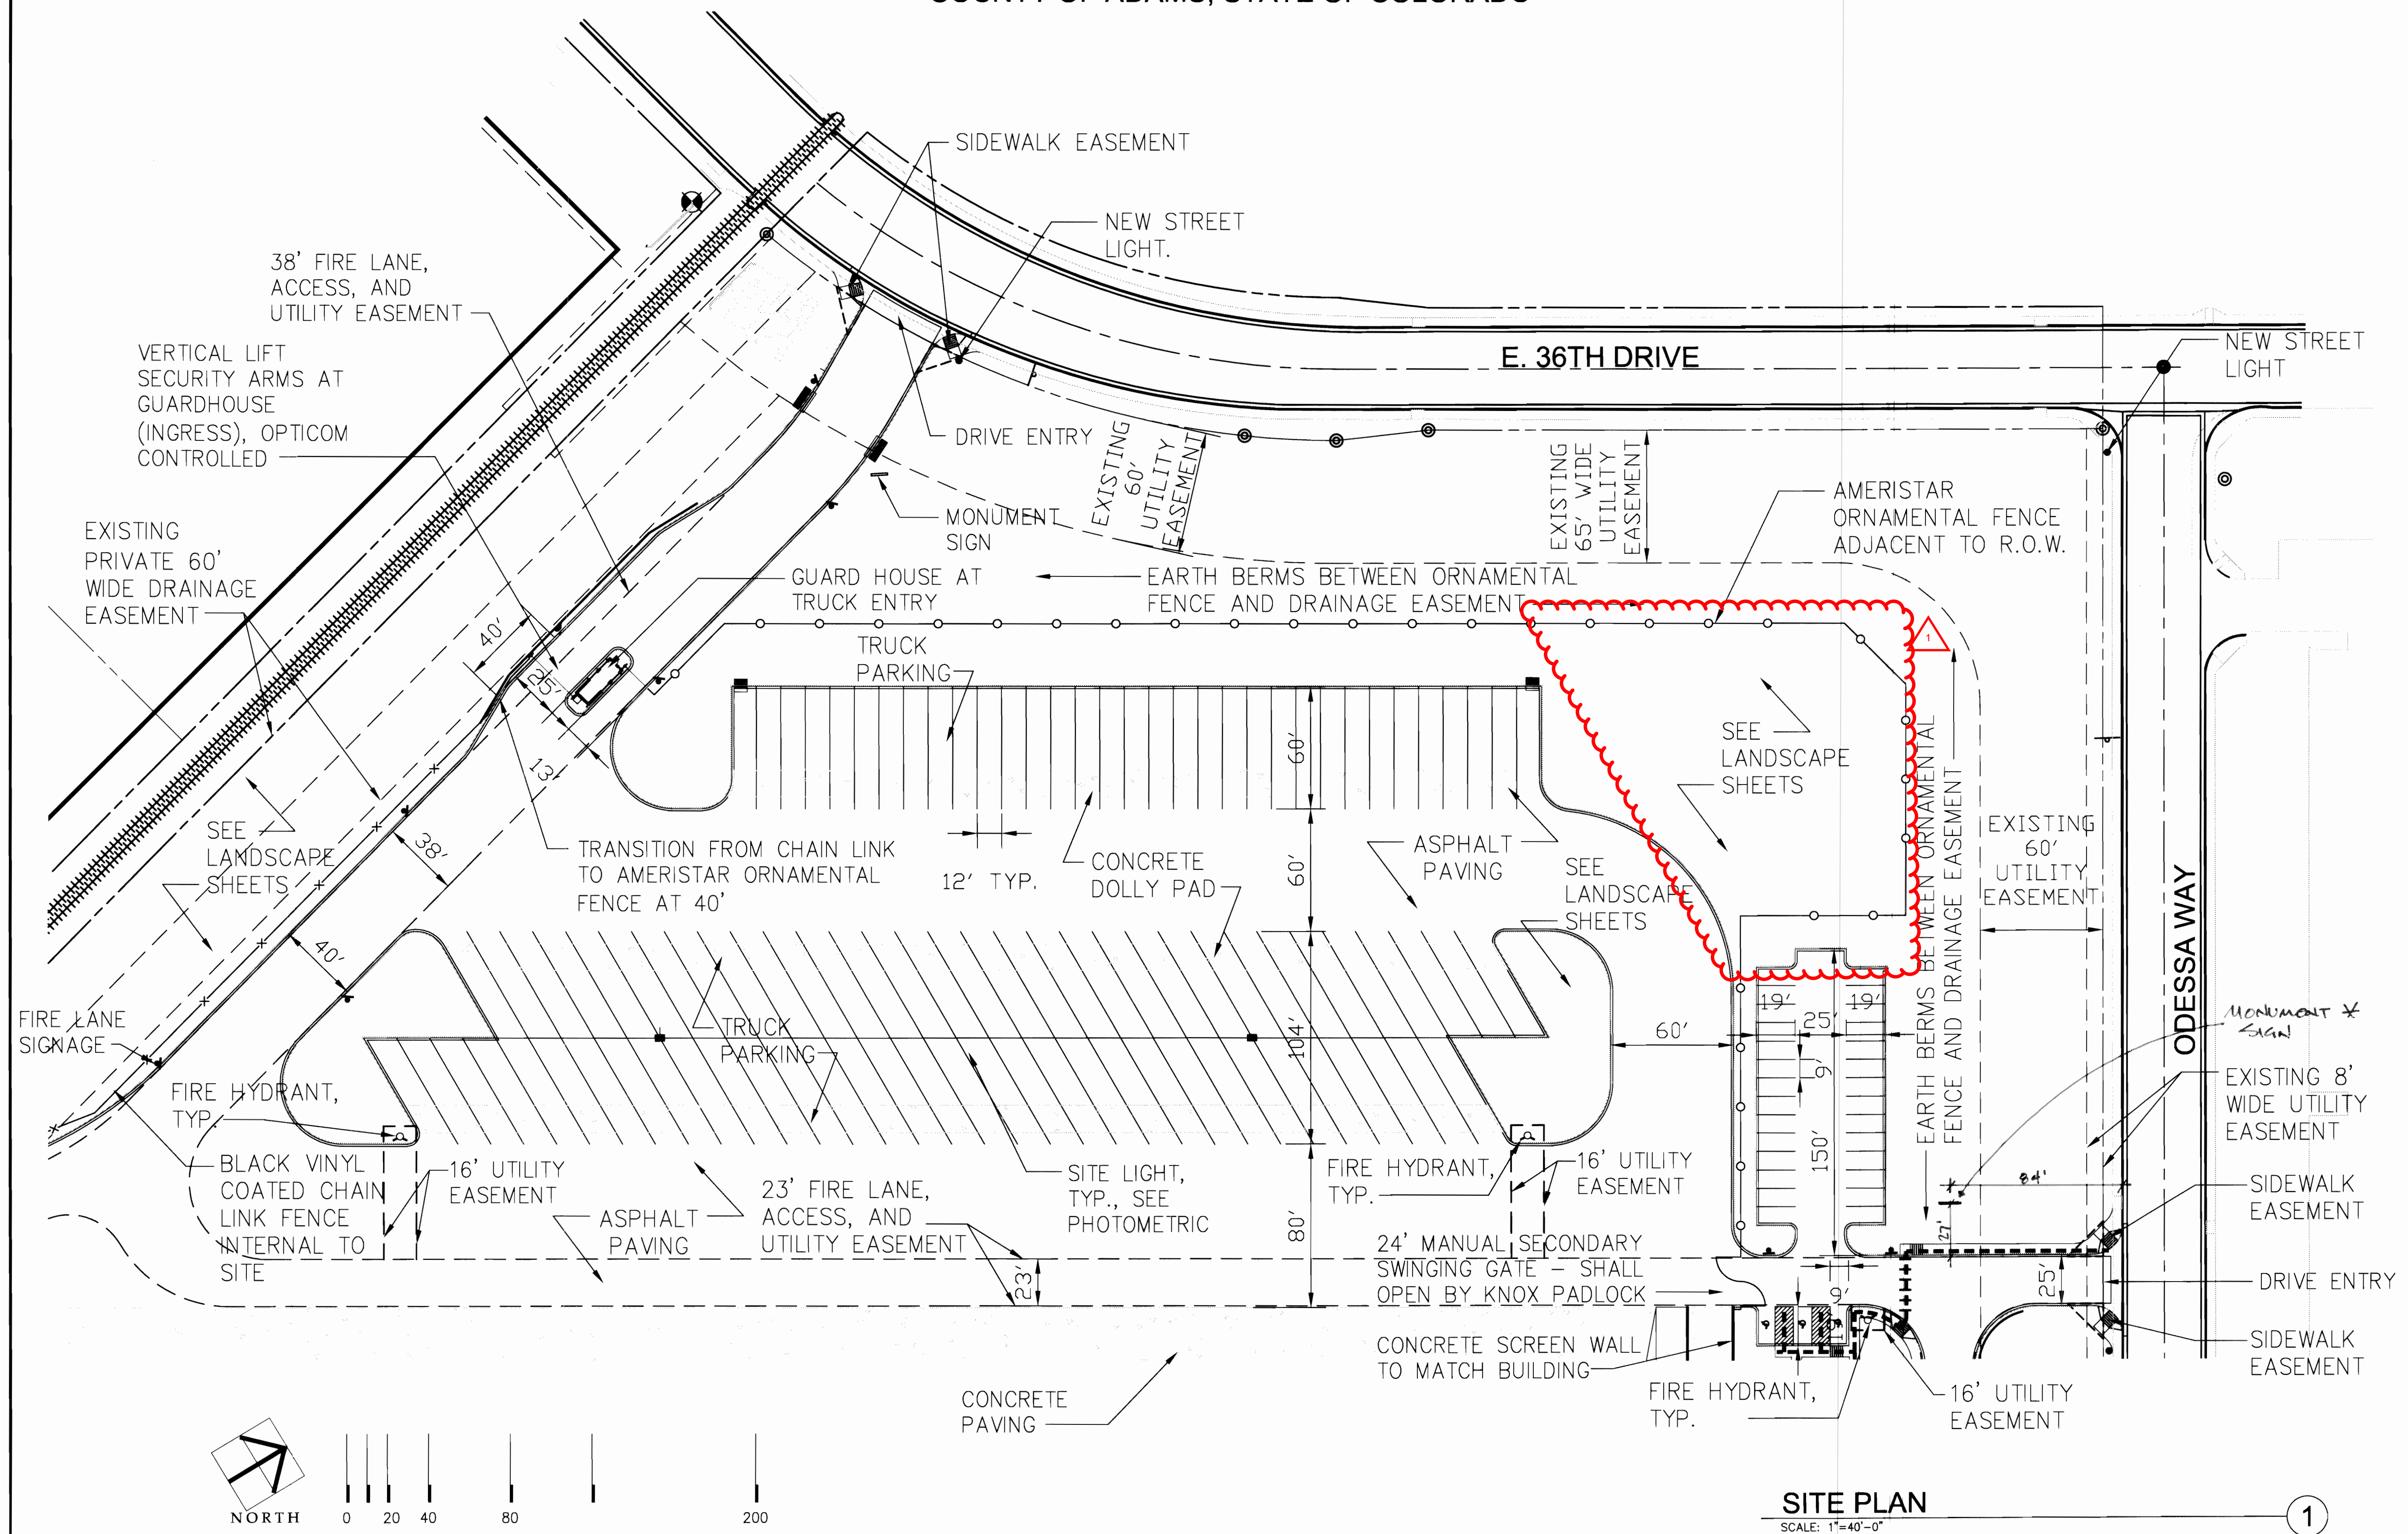 COUNTY OF ADAMS, STATE OF COLORADO
SIDEWALK EASEMENT
NEW STREET
LIGHT.
38' FIRE LANE,
ACCESS, AND
UTILITY EASEMENT
VERTICAL LIFT
SECURITY ARMS AT
GUARDHOUSE
(INGRESS), OPTICOM
CONTROLLED
E. 36TH DRIVE
NEW STREET
LIGHT
DRIVE ENTRY
EXISTING
60'
UTILITY
EASEMENT
EXISTING
65' WIDE
UTILITY
EASEMENT
AMERISTAR
ORNAMENTAL FENCE
ADJACENT TO R.O.W.
MONUMENT
SIGN
EXISTING
PRIVATE 60'
WIDE DRAINAGE
EASEMENT
GUARD HOUSE AT
TRUCK ENTRY
EARTH BERMS BETWEEN ORNAMENTAL
FENCE AND DRAINAGE EASEMENT
1
40'
25'
13'
TRUCK
PARKING
60'
SEE
LANDSCAPE
SHEETS
EARTH BERMS BETWEEN ORNAMENTAL
FENCE AND DRAINAGE EASEMENT
EXISTING
60'
UTILITY
EASEMENT
ODESSA WAY
SEE
LANDSCAPE
SHEETS
38'
TRANSITION FROM CHAIN LINK
TO AMERISTAR ORNAMENTAL
FENCE AT 40'
12' TYP.
CONCRETE
DOLLY PAD
60'
ASPHALT
PAVING
SEE
LANDSCAPE
SHEETS
40'
FIRE LANE
SIGNAGE
TRUCK
PARKING
104'
60'
19'
19'
25'
9'
150'
MONUMENT *
SIGN
FIRE HYDRANT,
TYP.
EXISTING 8'
WIDE UTILITY
EASEMENT
BLACK VINYL
COATED CHAIN
LINK FENCE
INTERNAL TO
SITE
16' UTILITY
EASEMENT
ASPHALT
PAVING
23' FIRE LANE,
ACCESS, AND
UTILITY EASEMENT
23'
SITE LIGHT,
TYP., SEE
PHOTOMETRIC
80'
FIRE HYDRANT,
TYP.
16' UTILITY
EASEMENT
84'
27'
SIDEWALK
EASEMENT
24' MANUAL SECONDARY
SWINGING GATE – SHALL
OPEN BY KNOX PADLOCK
9'
25'
DRIVE ENTRY
CONCRETE SCREEN WALL
TO MATCH BUILDING
SIDEWALK
EASEMENT
CONCRETE
PAVING
FIRE HYDRANT,
TYP.
16' UTILITY
EASEMENT
NORTH
0 20 40 80 200
SITE PLAN
SCALE: 1"=40'-0"
1